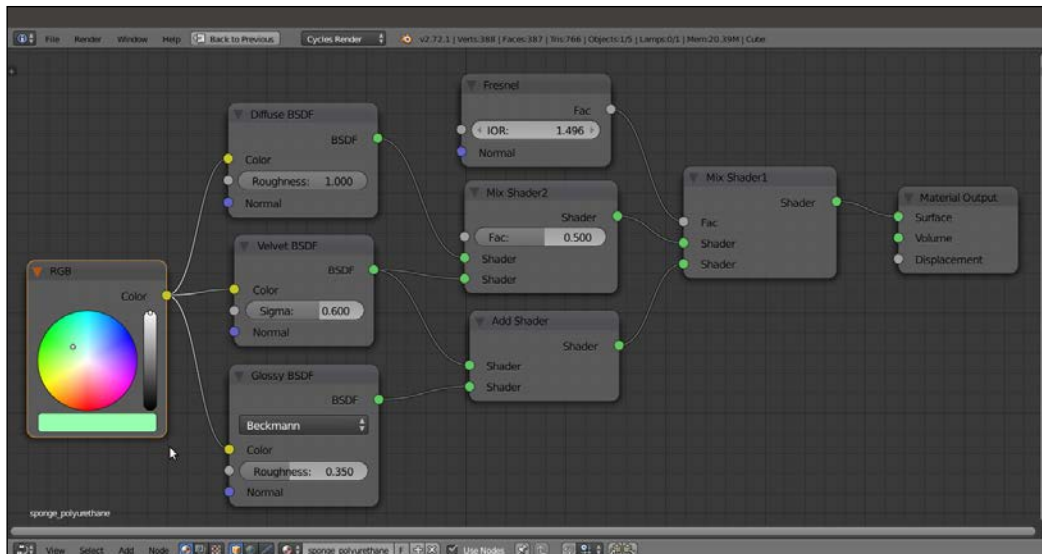 File Render Window Help Back to Previous Cycles Render v2.72.1 | Verts:388 | Faces:387 | Tris:766 | Objects:1/5 | Lamps:0/1 | Mem:20.39M | Cube
Fresnel
Fac
IOR: 1.496
Normal
Diffuse BSDF
BSDF
Color
Roughness: 1.000
Normal
Mix Shader2
Shader
Fac: 0.500
Shader
Shader
Mix Shader1
Shader
Fac
Shader
Shader
Material Output
Surface
Volume
Displacement
RGB
Color
Velvet BSDF
BSDF
Color
Sigma: 0.600
Normal
Add Shader
Shader
Shader
Shader
Glossy BSDF
BSDF
Beckmann
Color
Roughness: 0.350
Normal
sponge_polyurethane
View Select Add Node sponge_polyurethane F Use Nodes